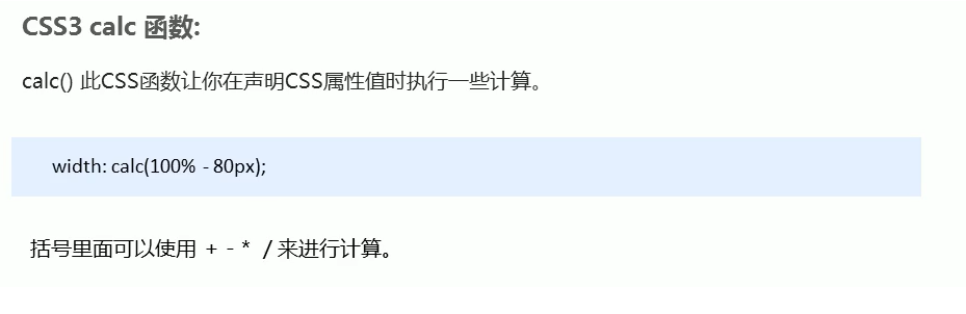 CSS3 calc 函数:
calc() 此CSS函数让你在声明CSS属性值时执行一些计算。
width: calc(100% - 80px);
括号里面可以使用 + - * / 来进行计算。